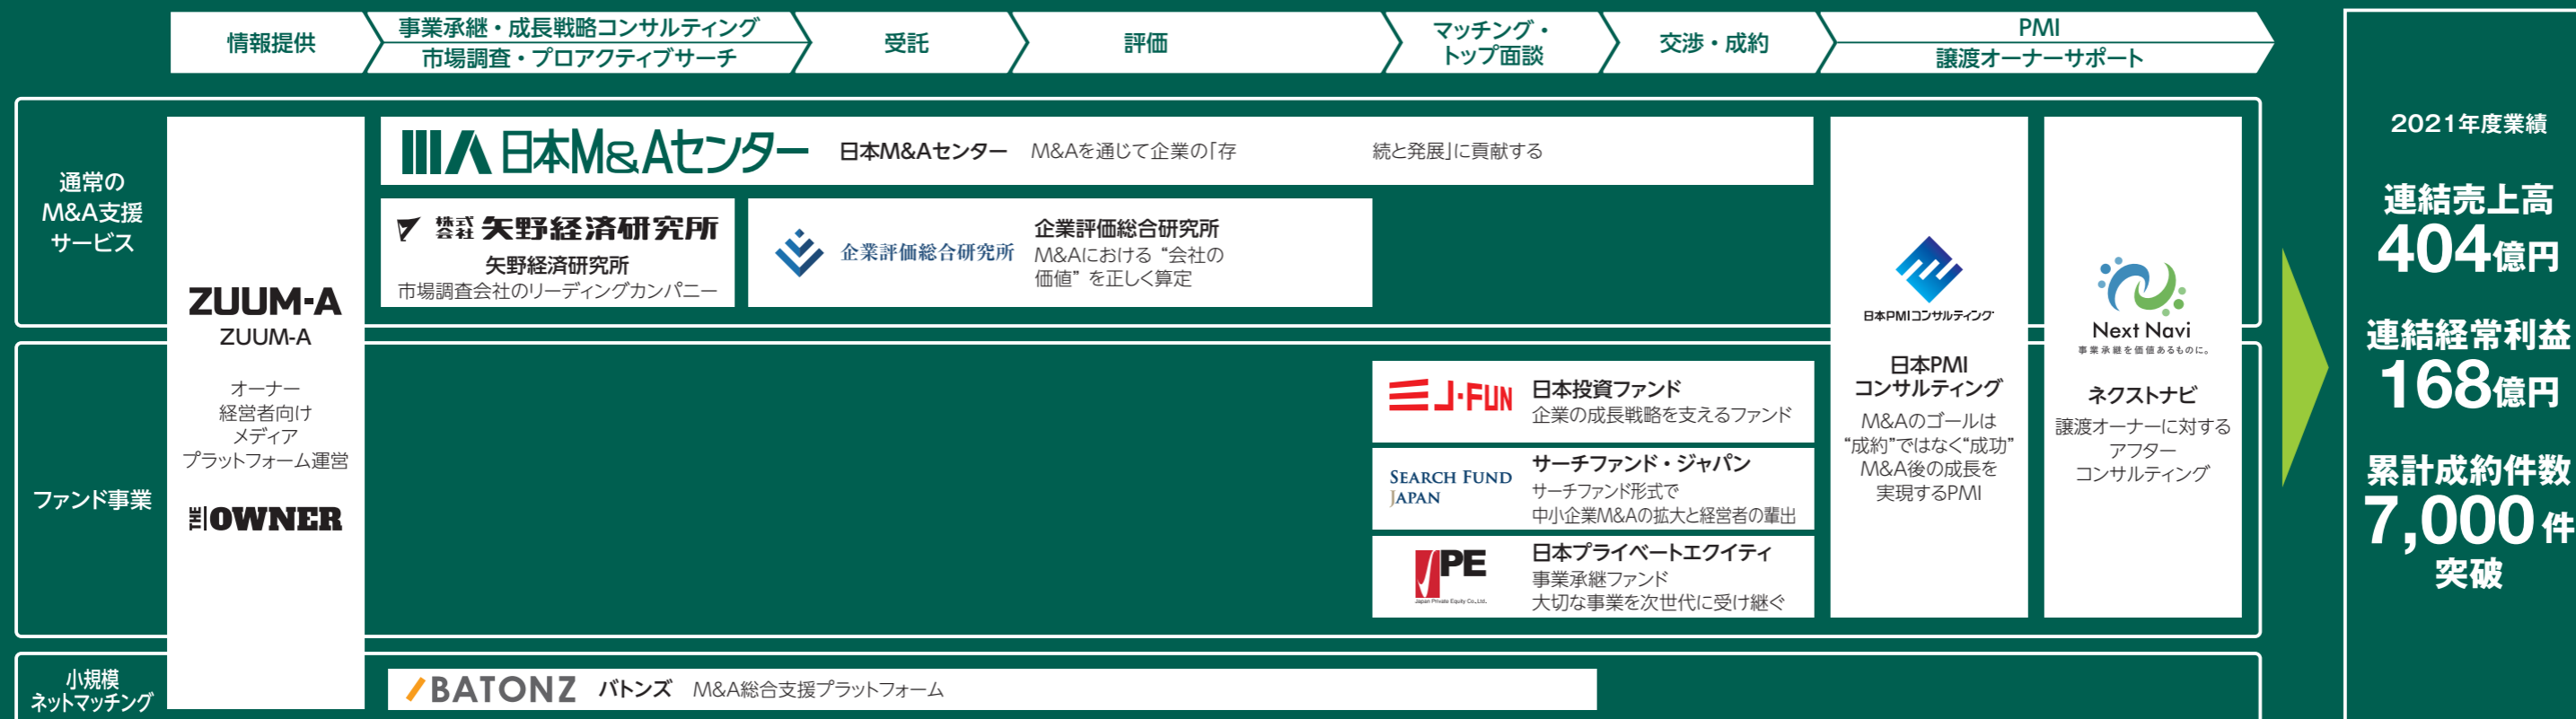 情報提供
事業承継・成長戦略コンサルティング
市場調査・プロアクティブサーチ
受託
評価
マッチング・
トップ面談
交渉・成約
PMI
譲渡オーナーサポート
通常の
M&A支援
サービス
ZUUM-A
ZUUM-A
オーナー
経営者向け
メディア
プラットフォーム運営
THE OWNER
日本M&Aセンター
日本M&Aセンター M&Aを通じて企業の「存 続と発展」に貢献する
株式会社 矢野経済研究所
矢野経済研究所
市場調査会社のリーディングカンパニー
企業評価総合研究所
企業評価総合研究所
M&Aにおける “会社の
価値” を正しく算定
ファンド事業
J-FUN
日本投資ファンド
企業の成長戦略を支えるファンド
SEARCH FUND
JAPAN
サーチファンド・ジャパン
サーチファンド形式で
中小企業M&Aの拡大と経営者の輩出
JPE
Japan Private Equity Co., Ltd.
日本プライベートエクイティ
事業承継ファンド
大切な事業を次世代に受け継ぐ
日本PMIコンサルティング
日本PMI
コンサルティング
M&Aのゴールは
“成約”ではなく“成功”
M&A後の成長を
実現するPMI
Next Navi
事業承継を価値あるものに。
ネクストナビ
譲渡オーナーに対する
アフター
コンサルティング
小規模
ネットマッチング
BATONZ バトンズ M&A総合支援プラットフォーム
2021年度業績
連結売上高
404億円
連結経常利益
168億円
累計成約件数
7,000件
突破